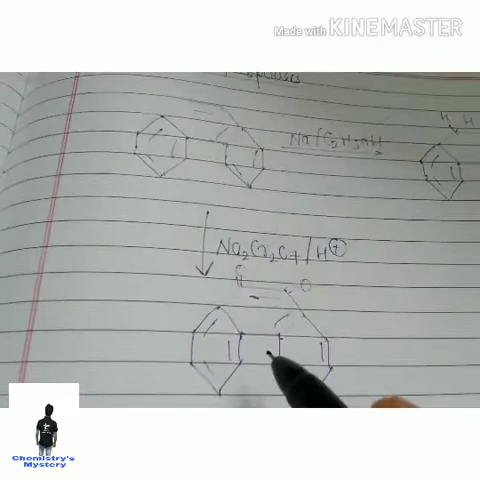 Made with KINEMASTER
Na/C2H5OH
H H
Na2Cr2O7/H⊕
O O
Chemistry's
Mystery